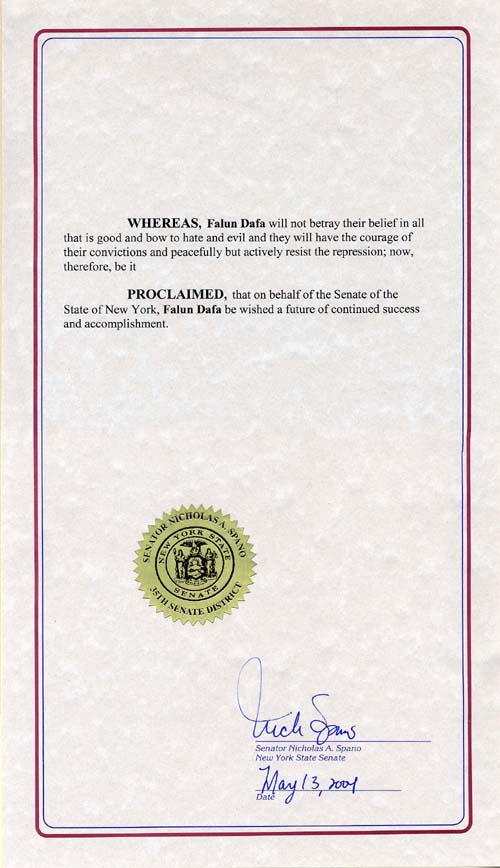 WHEREAS, Falun Dafa will not betray their belief in all
that is good and bow to hate and evil and they will have the courage of
their convictions and peacefully but actively resist the repression; now,
therefore, be it
PROCLAIMED, that on behalf of the Senate of the
State of New York, Falun Dafa be wished a future of continued success
and accomplishment.
SENATOR NICHOLAS A. SPANO
NEW YORK STATE
SENATE
35TH SENATE DISTRICT
Nick Spano
Senator Nicholas A. Spano
New York State Senate
May 13,
Date